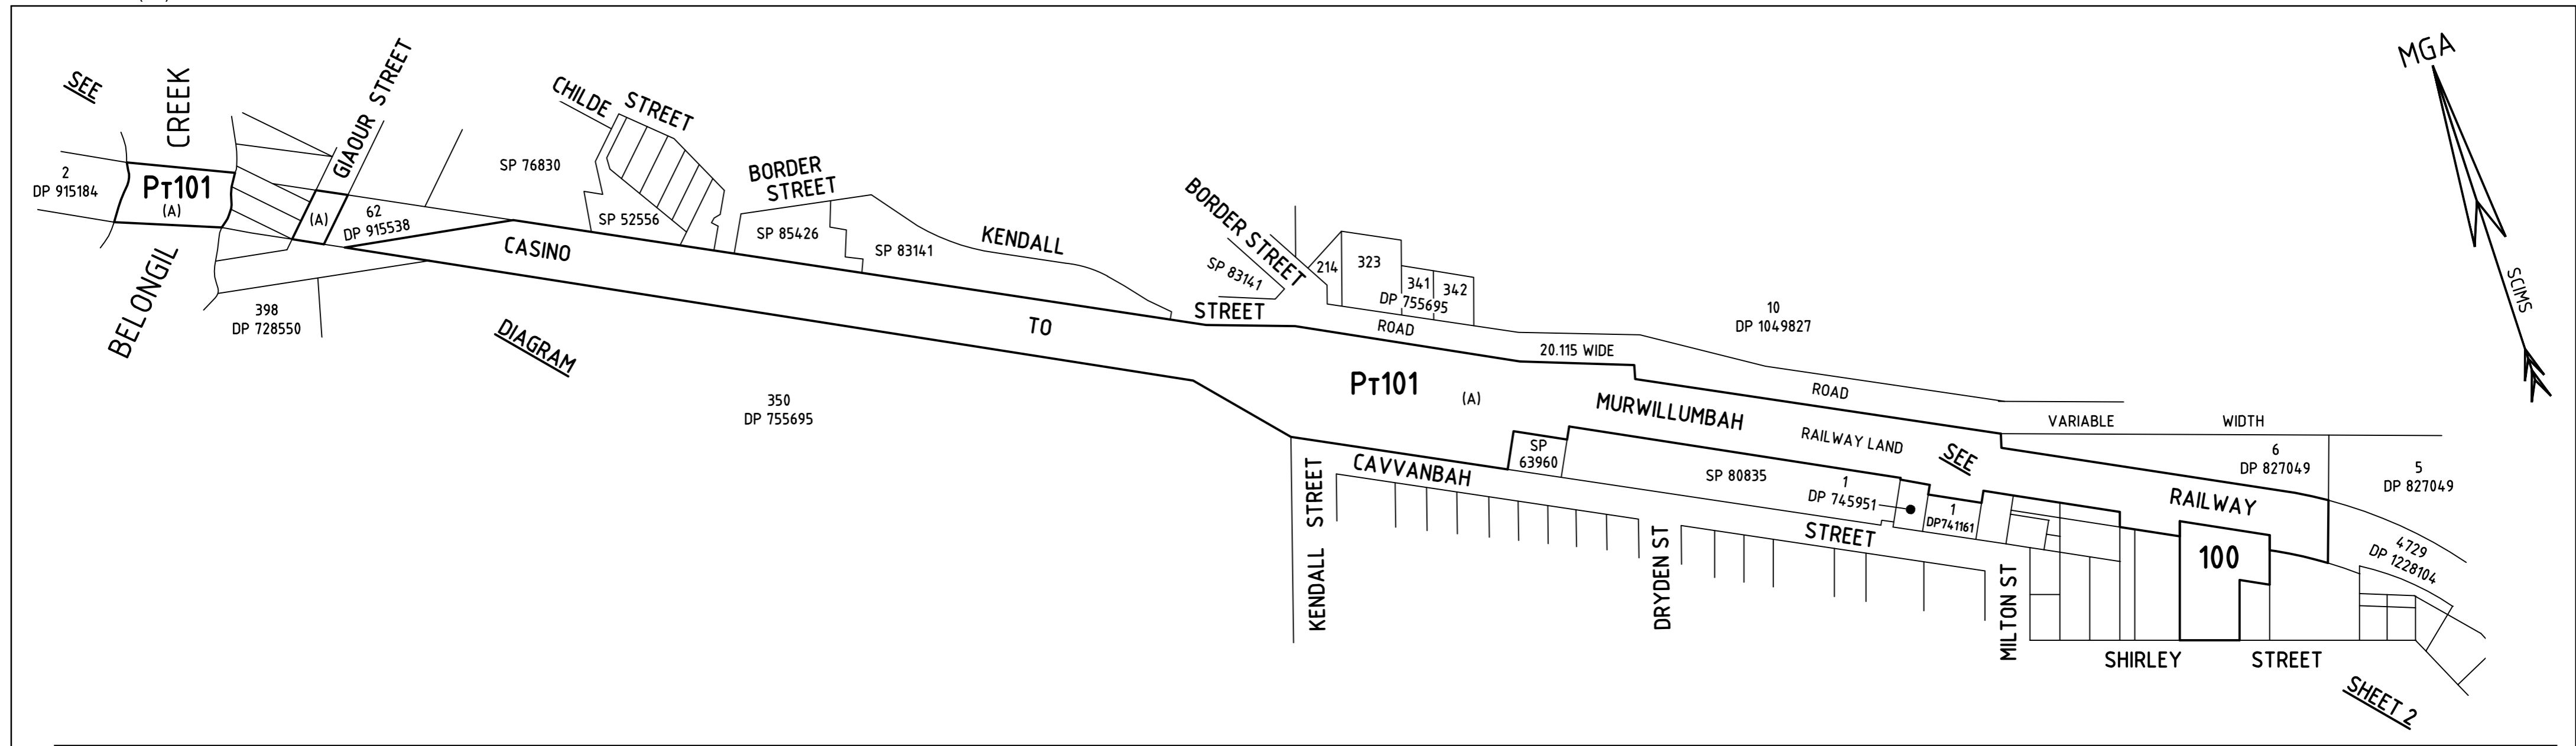 (A)
SEE
CREEK
GIAOUR STREET
2
DP 915184
PT101
(A)
(A)
62
DP 915538
BELONGIL
398
DP 728550
DIAGRAM
SP 76830
CHILDE STREET
SP 52556
BORDER
STREET
SP 85426
SP 83141
KENDALL
STREET
CASINO
TO
350
DP 755695
BORDER STREET
SP 83141
214
323
341
342
DP 755695
ROAD
20.115 WIDE
10
DP 1049827
ROAD
VARIABLE WIDTH
PT101
(A)
MURWILLUMBAH
RAILWAY LAND
SEE
RAILWAY
6
DP 827049
5
DP 827049
4729
DP 1228104
KENDALL STREET
CAVVANBAH
STREET
SP
63960
SP 80835
1
DP 745951
1
DP741161
DRYDEN ST
MILTON ST
100
SHIRLEY STREET
SHEET 2
MGA
SCIMS